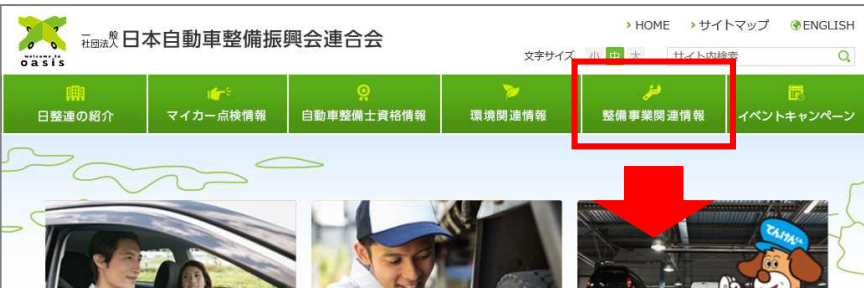 HOME サイトマップ ENGLISH
welcome to
oasis
一般社団法人 日本自動車整備振興会連合会
文字サイズ 小 中 大 サイト内検索
日整連の紹介 マイカー点検情報 自動車整備士資格情報 環境関連情報 整備事業関連情報 イベントキャンペーン
てんけんくん